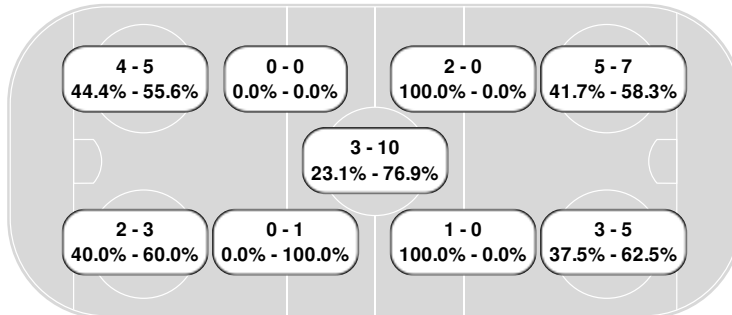 4 - 5
44.4% - 55.6%
0 - 0
0.0% - 0.0%
2 - 0
100.0% - 0.0%
5 - 7
41.7% - 58.3%
3 - 10
23.1% - 76.9%
2 - 3
40.0% - 60.0%
0 - 1
0.0% - 100.0%
1 - 0
100.0% - 0.0%
3 - 5
37.5% - 62.5%